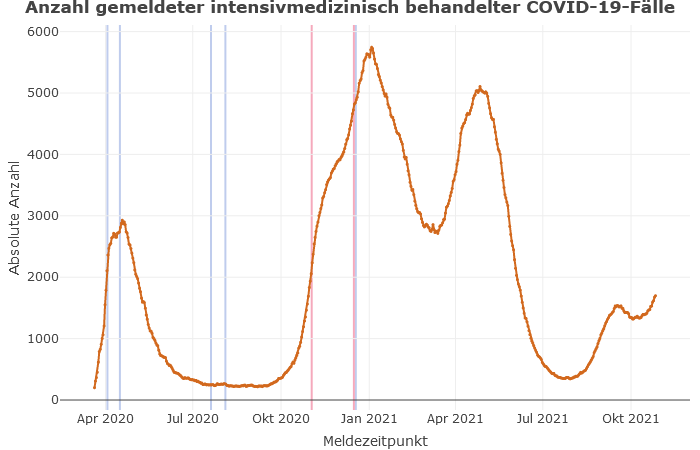 Anzahl gemeldeter intensivmedizinisch behandelter COVID-19-Fälle
6000
5000
4000
3000
2000
1000
0
Absolute Anzahl
Apr 2020 Jul 2020 Okt 2020 Jan 2021 Apr 2021 Jul 2021 Okt 2021
Meldezeitpunkt